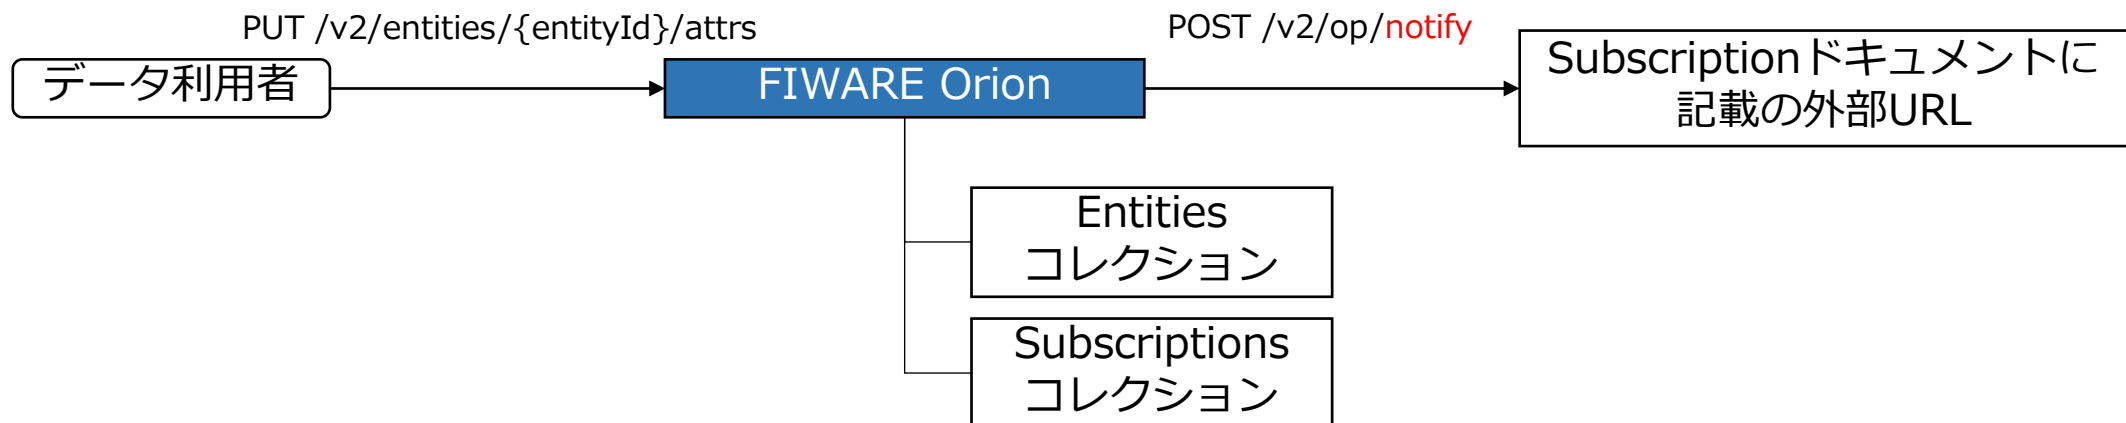 PUT /v2/entities/{entityId}/attrs
POST /v2/op/notify
データ利用者
FIWARE Orion
Subscriptionドキュメントに
記載の外部URL
Entities
コレクション
Subscriptions
コレクション